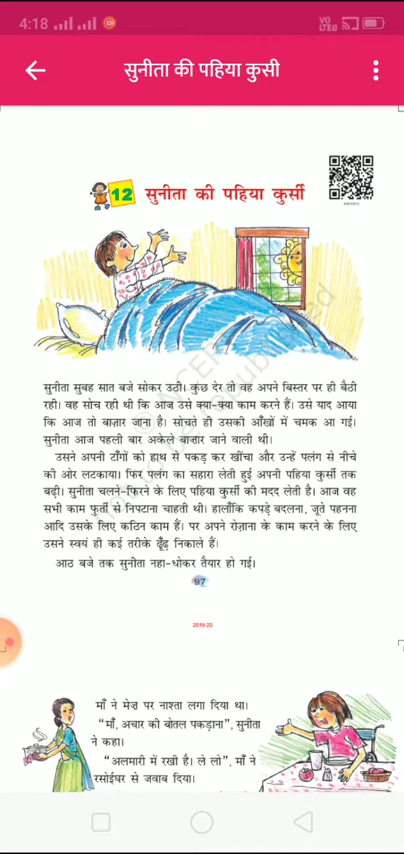 4:18
VO LTE
सुनीता की पहिया कुर्सी
12 सुनीता की पहिया कुर्सी
सुनीता सुबह सात बजे सोकर उठी। कुछ देर तो वह अपने बिस्तर पर ही बैठी
रही। वह सोच रही थी कि आज उसे क्या-क्या काम करने हैं। उसे याद आया
कि आज तो बाज़ार जाना है। सोचते ही उसकी आँखों में चमक आ गई।
सुनीता आज पहली बार अकेले बाज़ार जाने वाली थी।
उसने अपनी टाँगों को हाथ से पकड़ कर खींचा और उन्हें पलंग से नीचे
की ओर लटकाया। फिर पलंग का सहारा लेती हुई अपनी पहिया कुर्सी तक
बढ़ी। सुनीता चलने-फिरने के लिए पहिया कुर्सी की मदद लेती है। आज वह
सभी काम फुर्ती से निपटाना चाहती थी। हालाँकि कपड़े बदलना, जूते पहनना
आदि उसके लिए कठिन काम हैं। पर अपने रोज़ाना के काम करने के लिए
उसने स्वयं ही कई तरीके ढूँढ़ निकाले हैं।
आठ बजे तक सुनीता नहा-धोकर तैयार हो गई।
97
2019-20
माँ ने मेज़ पर नाश्ता लगा दिया था।
“माँ, अचार की बोतल पकड़ाना”, सुनीता
ने कहा।
“अलमारी में रखी है। ले लो”, माँ ने
रसोईघर से जवाब दिया।